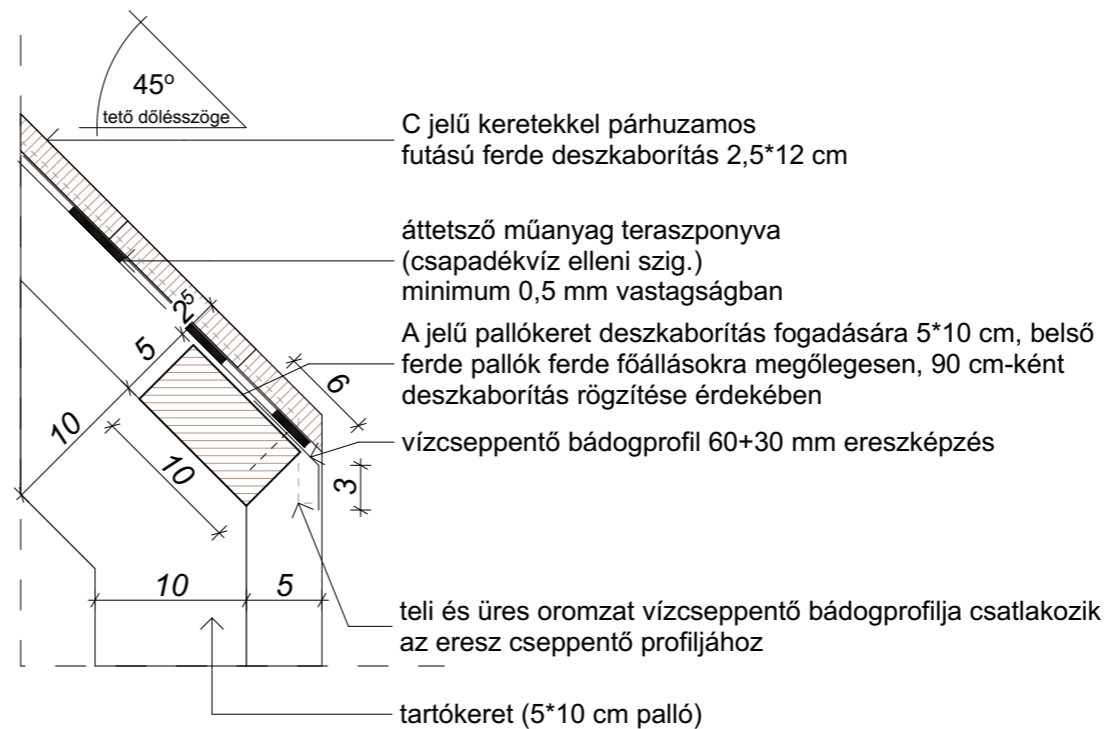 45º
tető dőlésszöge
C jelű keretekkel párhuzamos
futású ferde deszkaborítás 2,5*12 cm
áttetsző műanyag teraszponyva
(csapadékvíz elleni szig.)
minimum 0,5 mm vastagságban
A jelű pallókeret deszkaborítás fogadására 5*10 cm, belső
ferde pallók ferde főállásokra megőlegesen, 90 cm-ként
deszkaborítás rögzítése érdekében
vízcseppentő bádogprofil 60+30 mm ereszképzés
2⁵
5
10
10
6
3
10
5
teli és üres oromzat vízcseppentő bádogprofilja csatlakozik
az eresz cseppentő profiljához
tartókeret (5*10 cm palló)